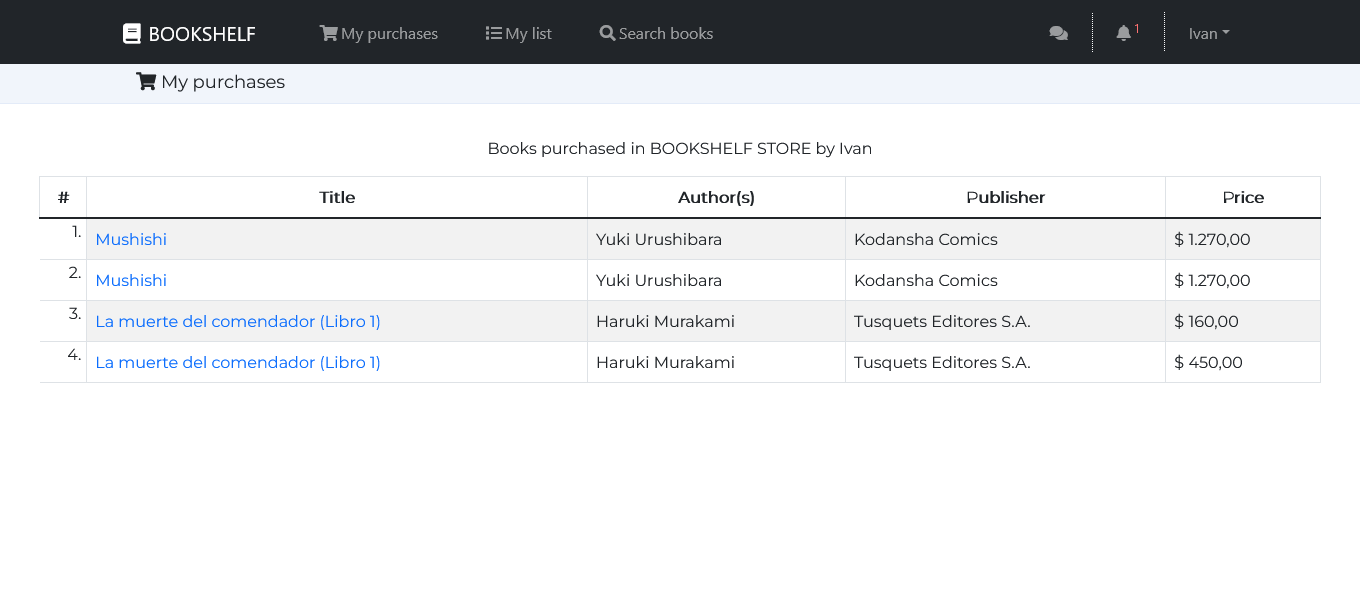 BOOKSHELF My purchases My list Search books 1 Ivan
My purchases
Books purchased in BOOKSHELF STORE by Ivan
# Title Author(s) Publisher Price
1. Mushishi Yuki Urushibara Kodansha Comics $ 1.270,00
2. Mushishi Yuki Urushibara Kodansha Comics $ 1.270,00
3. La muerte del comendador (Libro 1) Haruki Murakami Tusquets Editores S.A. $ 160,00
4. La muerte del comendador (Libro 1) Haruki Murakami Tusquets Editores S.A. $ 450,00